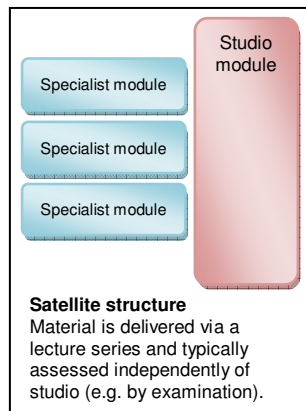 Studio
module
Specialist module
Specialist module
Specialist module
Satellite structure
Material is delivered via a
lecture series and typically
assessed independently of
studio (e.g. by examination).